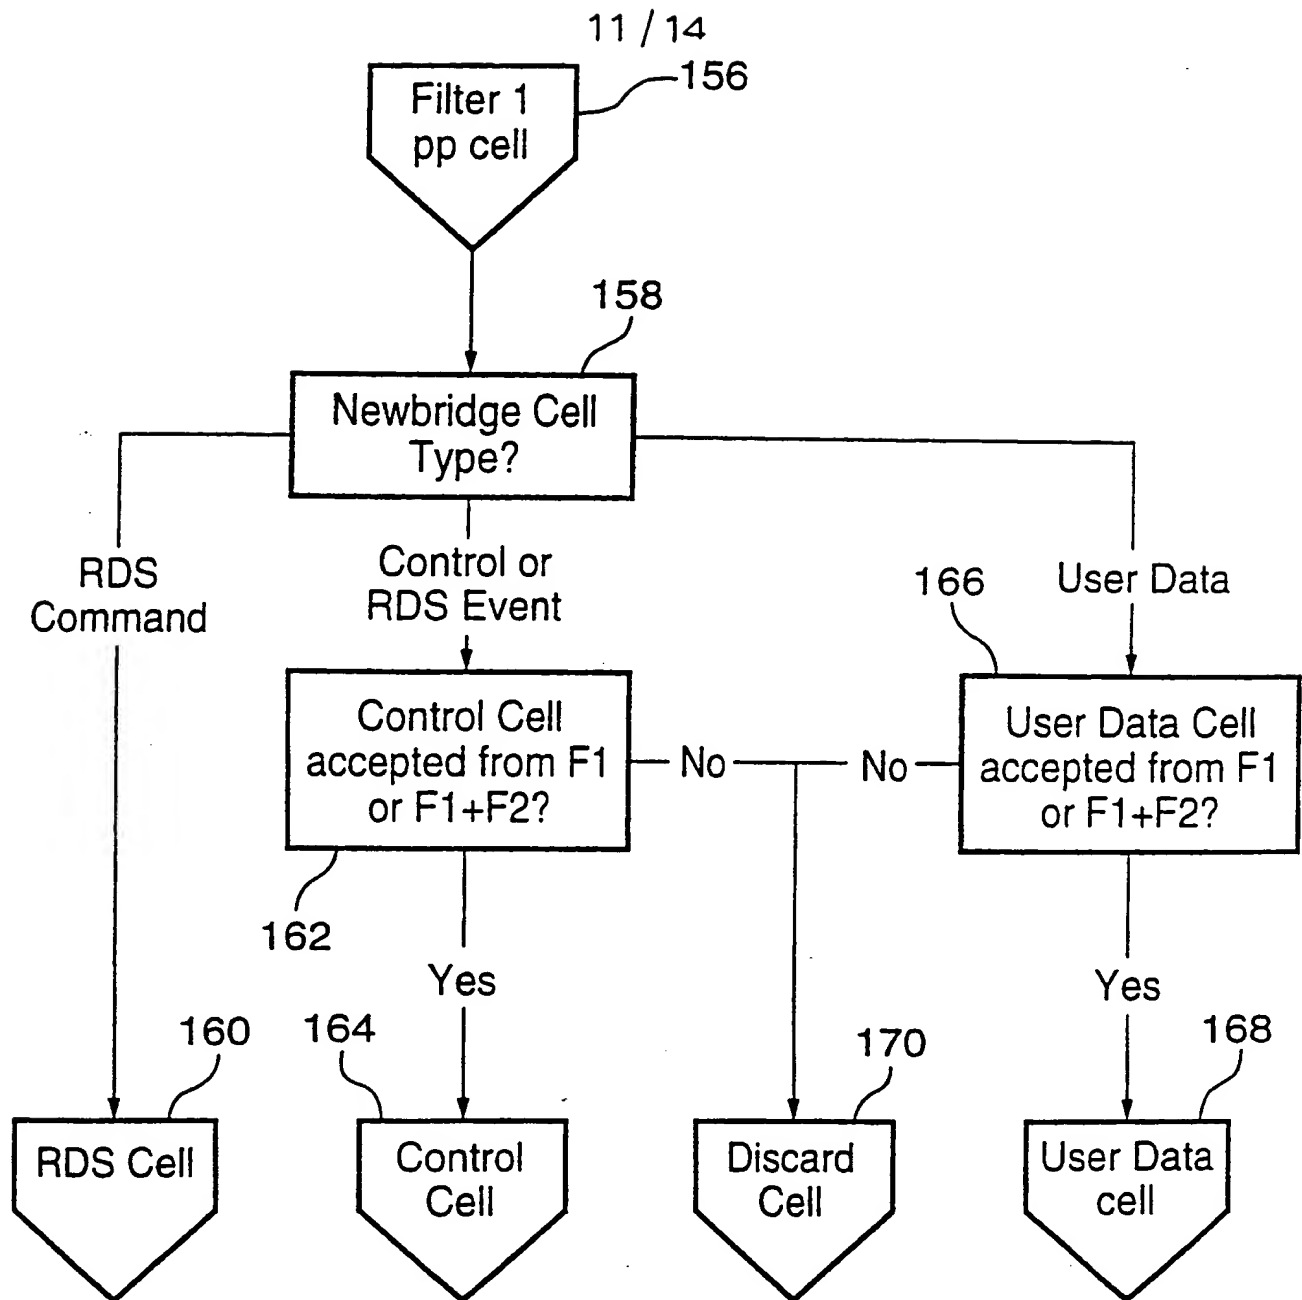 11 / 14
156
Filter 1
pp cell
158
Newbridge Cell
Type?
RDS
Command
Control or
RDS Event
166
User Data
Control Cell
accepted from F1
or F1+F2?
No
No
User Data Cell
accepted from F1
or F1+F2?
162
Yes
Yes
160
164
170
168
RDS Cell
Control
Cell
Discard
Cell
User Data
cell